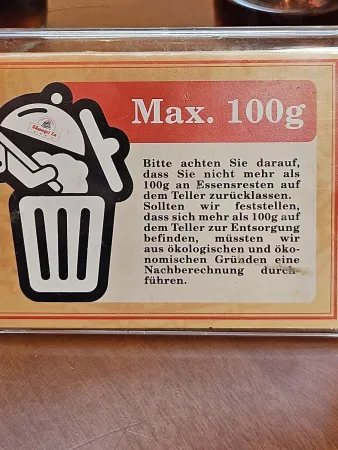 Shangri La
Max. 100g
Bitte achten Sie darauf,
dass Sie nicht mehr als
100g an Essensresten auf
dem Teller zurücklassen.
Sollten wir feststellen,
dass sich mehr als 100g auf
dem Teller zur Entsorgung
befinden, müssten wir
aus ökologischen und öko-
nomischen Gründen eine
Nachberechnung durch-
führen.